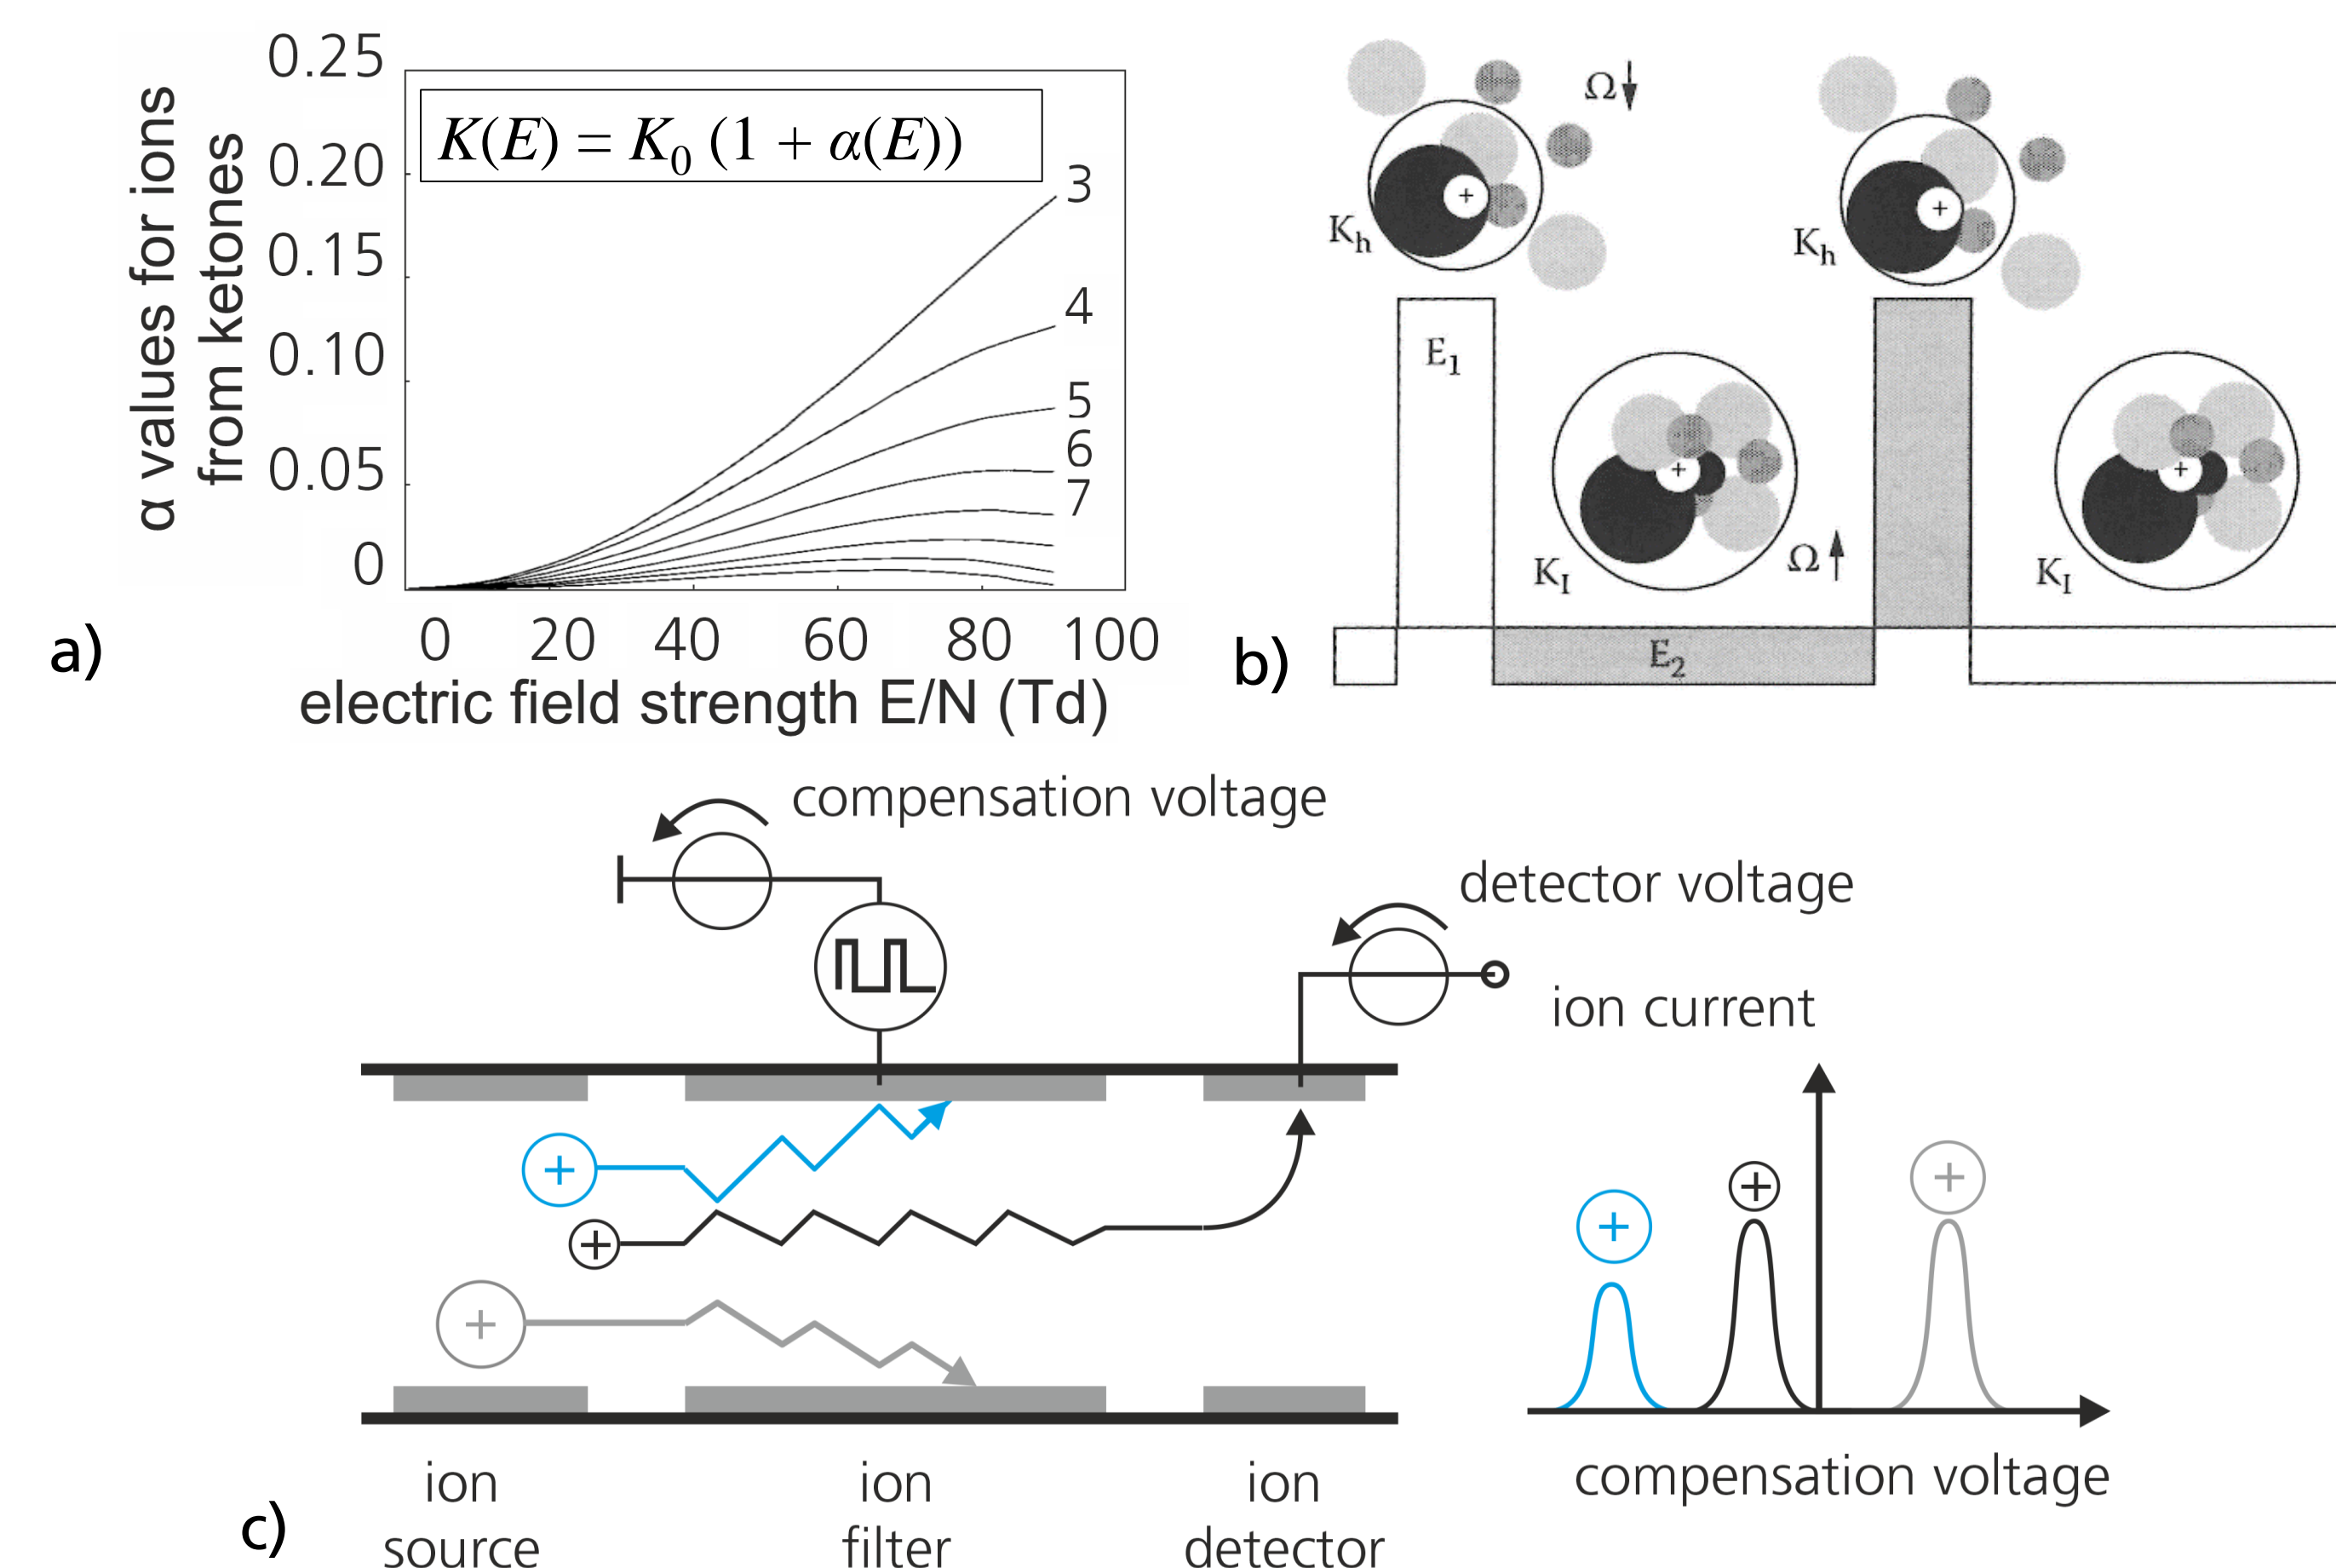 0.25
0.20
0.15
0.10
0.05
0
α values for ions
from ketones
K(E) = K₀ (1 + α(E))
3
4
5
6
7
0 20 40 60 80 100
electric field strength E/N (Td)
a)
Ω
+
Kₕ
+
Kₕ
E₁
+
K_I
Ω
+
K_I
E₂
b)
compensation voltage
detector voltage
ion current
+
+
+
+
+
+
compensation voltage
ion
source
ion
filter
ion
detector
c)